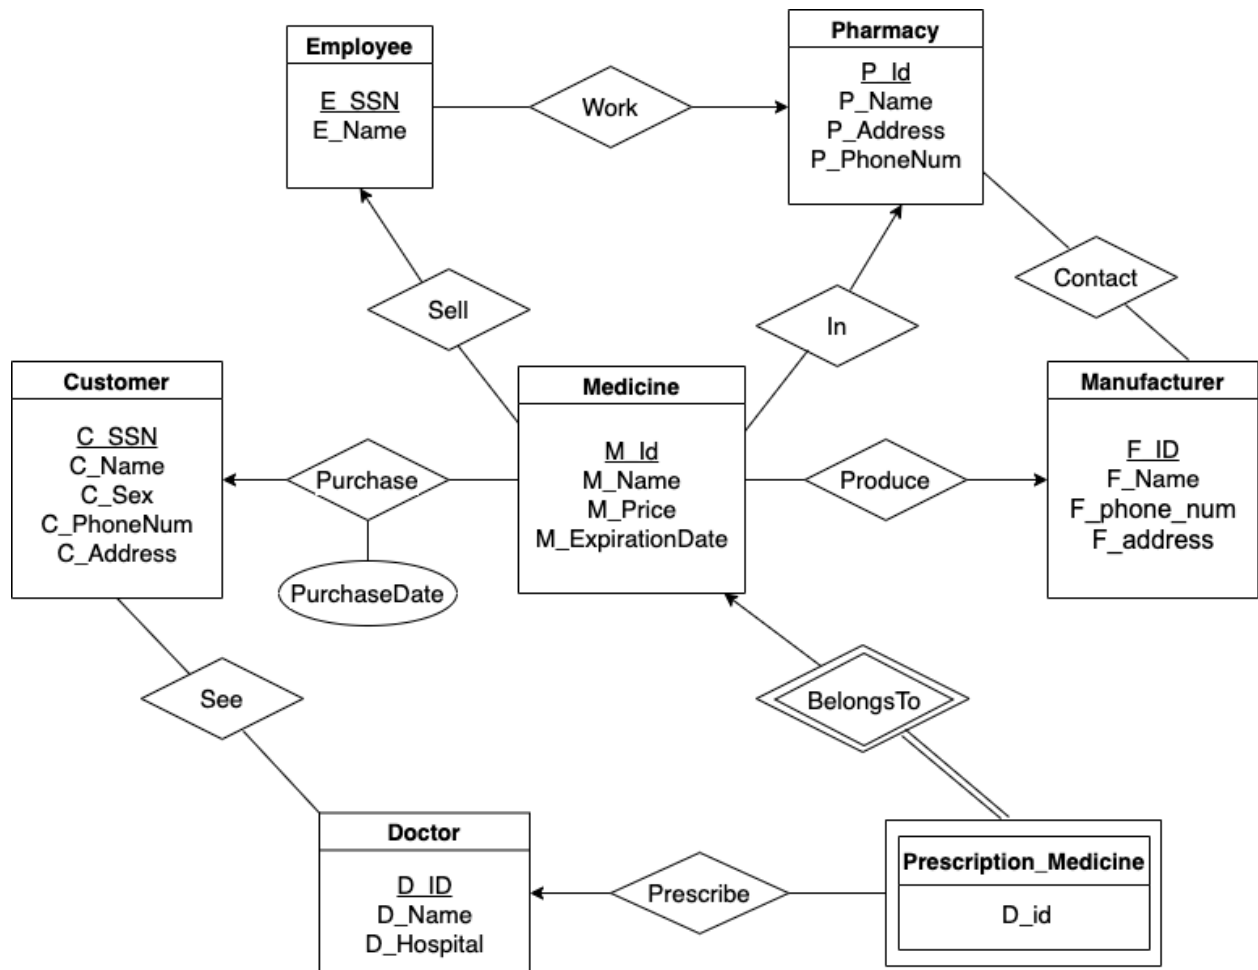 Employee
E_SSN
E_Name
Work
Pharmacy
P_Id
P_Name
P_Address
P_PhoneNum
Sell
In
Contact
Customer
C_SSN
C_Name
C_Sex
C_PhoneNum
C_Address
Purchase
PurchaseDate
Medicine
M_Id
M_Name
M_Price
M_ExpirationDate
Produce
Manufacturer
F_ID
F_Name
F_phone_num
F_address
See
BelongsTo
Doctor
D_ID
D_Name
D_Hospital
Prescribe
Prescription_Medicine
D_id